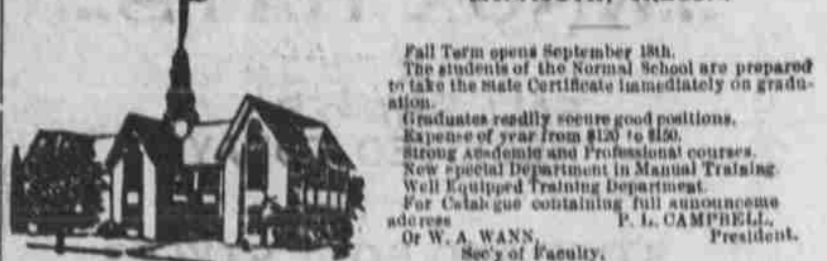 Fall Term opens September 18th.
The students of the Normal School are prepared
to take the State Certificate immediately on gradu-
ation.
Graduates readily secure good positions.
Expense of year from $120 to $150.
Strong Academic and Professional courses.
New special Department in Manual Training.
Well Equipped Training Department.
For Catalogue containing full announceme
address P. L. CAMPBELL,
Or W. A. WANN, President.
Sec'y of Faculty.